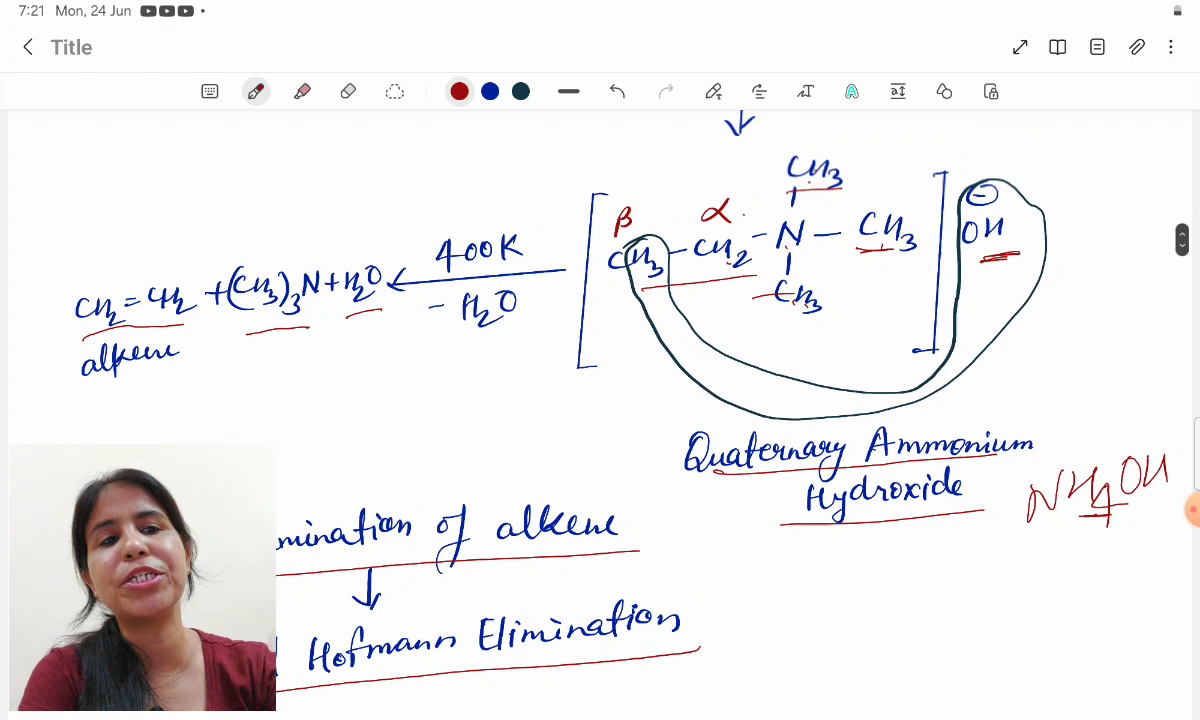 7:21 Mon, 24 Jun
Title
CH3
β α
CH3 - CH2 - N - CH3
CH3
⊖
OH
400K
- H2O
CH2 = CH2 + (CH3)3N + H2O
alkene
Quaternary Ammonium
Hydroxide
NH4OH
mination of alkene
Hofmann Elimination